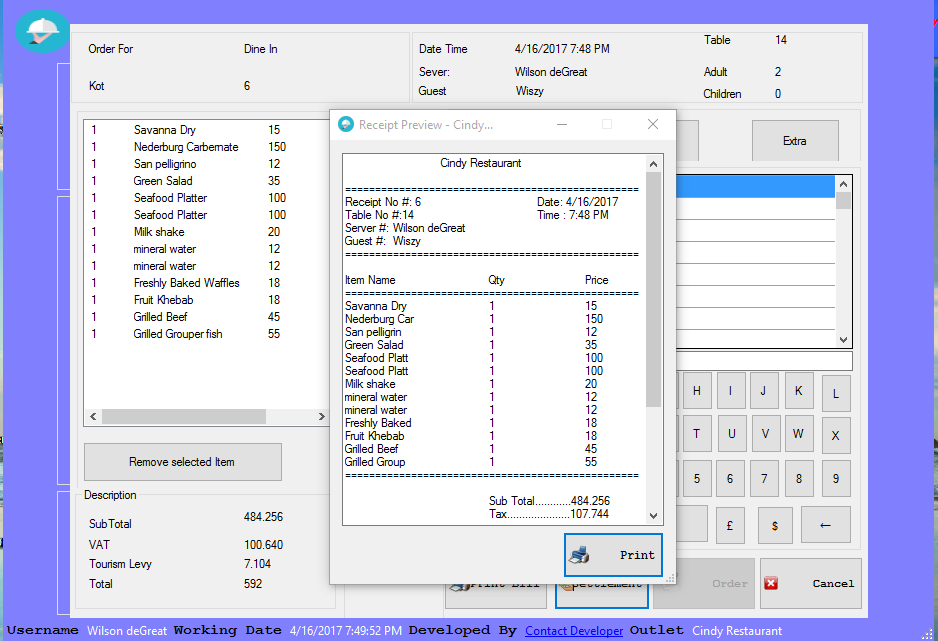 Order For Dine In
Kot 6
Date Time 4/16/2017 7:48 PM
Sever: Wilson deGreat
Guest Wiszy
Table 14
Adult 2
Children 0
1 Savanna Dry 15
1 Nederburg Carbernate 150
1 San pelligrino 12
1 Green Salad 35
1 Seafood Platter 100
1 Seafood Platter 100
1 Milk shake 20
1 mineral water 12
1 mineral water 12
1 Freshly Baked Waffles 18
1 Fruit Khebab 18
1 Grilled Beef 45
1 Grilled Grouper fish 55
Remove selected Item
Description
SubTotal 484.256
VAT 100.640
Tourism Levy 7.104
Total 592
Receipt Preview - Cindy...
Cindy Restaurant
================================================
Receipt No #: 6 Date: 4/16/2017
Table No #:14 Time : 7:48 PM
Server #: Wilson deGreat
Guest #: Wiszy
================================================
Item Name Qty Price
================================================
Savanna Dry 1 15
Nederburg Car 1 150
San pelligrin 1 12
Green Salad 1 35
Seafood Platt 1 100
Seafood Platt 1 100
Milk shake 1 20
mineral water 1 12
mineral water 1 12
Freshly Baked 1 18
Fruit Khebab 1 18
Grilled Beef 1 45
Grilled Group 1 55
================================================
Sub Total............484.256
Tax.....................107.744
Print
Extra
H I J K L
T U V W X
5 6 7 8 9
£ $ ←
Print Bill Settlement Order Cancel
Username Wilson deGreat Working Date 4/16/2017 7:49:52 PM Developed By Contact Developer Outlet Cindy Restaurant